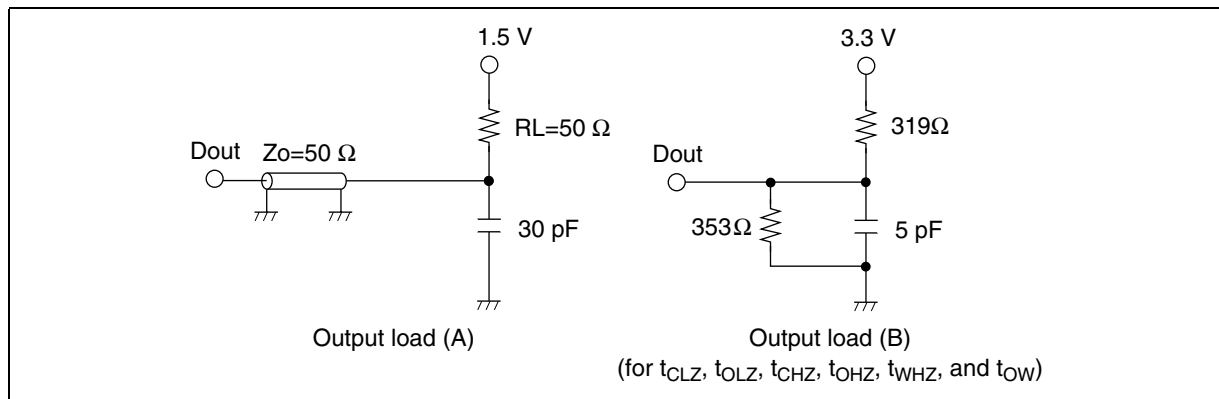 1.5 V
RL=50 Ω
Dout
Zo=50 Ω
30 pF
Output load (A)
3.3 V
319Ω
Dout
353Ω
5 pF
Output load (B)
(for tCLZ, tOLZ, tCHZ, tOHZ, tWHZ, and tOW)